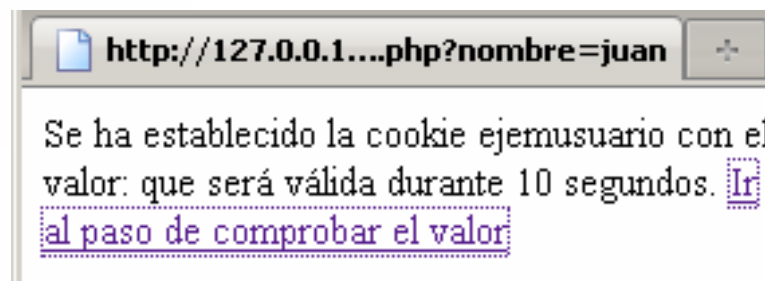 http://127.0.0.1....php?nombre=juan
Se ha establecido la cookie ejemusuario con el
valor: que será válida durante 10 segundos. Ir
al paso de comprobar el valor